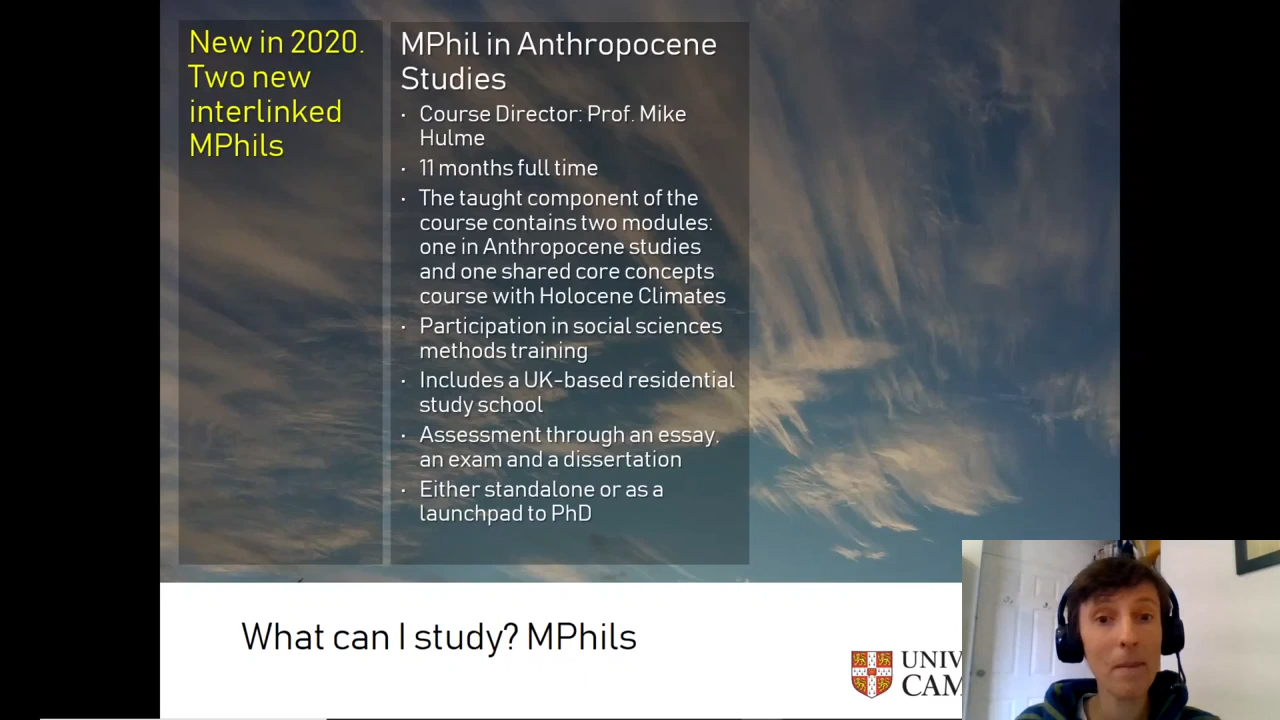 New in 2020.
Two new
interlinked
MPhils
MPhil in Anthropocene
Studies
· Course Director: Prof. Mike
Hulme
· 11 months full time
· The taught component of the
course contains two modules:
one in Anthropocene studies
and one shared core concepts
course with Holocene Climates
· Participation in social sciences
methods training
· Includes a UK-based residential
study school
· Assessment through an essay,
an exam and a dissertation
· Either standalone or as a
launchpad to PhD
What can I study? MPhils
UNIV
CAM